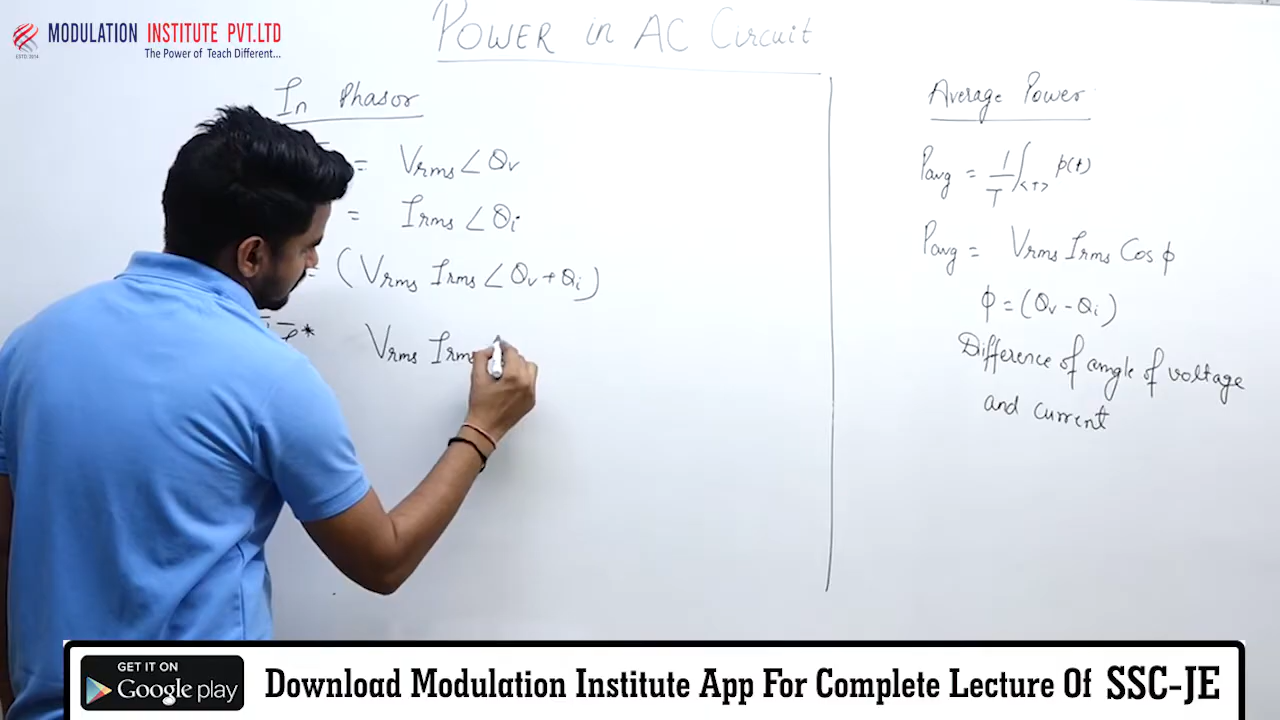 MODULATION INSTITUTE PVT.LTD
The Power of Teach Different...
ESTD. 2014
POWER in AC Circuit
In Phasor
= Vrms ∠θv
= Irms ∠θi
= (Vrms Irms ∠θv + θi)
Vrms Irms
Average Power
Pavg = 1/T ∫<T> p(t)
Pavg = Vrms Irms Cos ϕ
ϕ = (θv - θi)
Difference of angle of voltage
and current
GET IT ON
Google play
Download Modulation Institute App For Complete Lecture Of SSC-JE